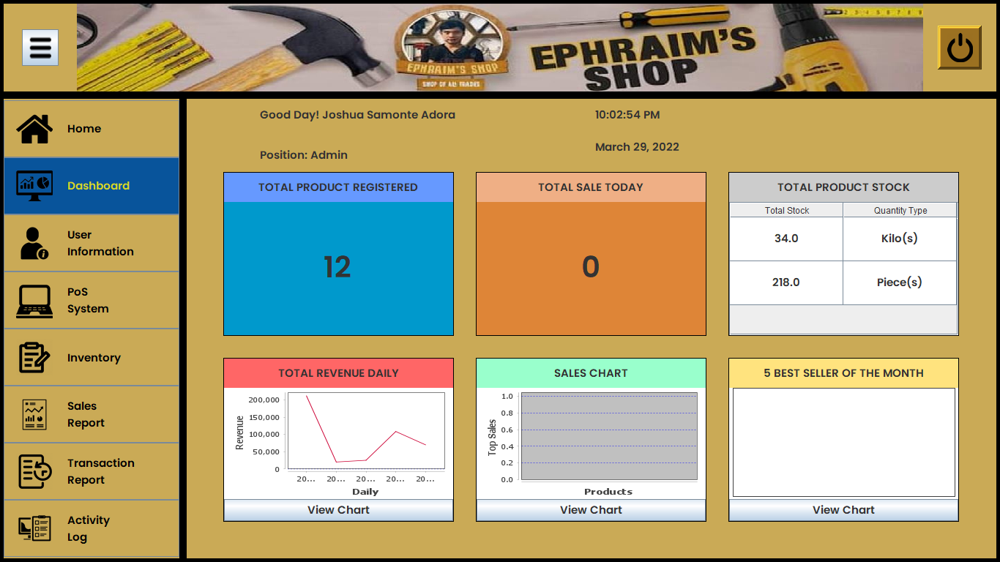 EPHRAIM'S SHOP
SHOP OF ALL TRADES
EPHRAIM'S
SHOP
Home
Dashboard
User
Information
PoS
System
Inventory
Sales
Report
Transaction
Report
Activity
Log
Good Day! Joshua Samonte Adora
10:02:54 PM
March 29, 2022
Position: Admin
TOTAL PRODUCT REGISTERED
12
TOTAL SALE TODAY
0
TOTAL PRODUCT STOCK
Total Stock Quantity Type
34.0 Kilo(s)
218.0 Piece(s)
TOTAL REVENUE DAILY
Revenue
200,000
150,000
100,000
50,000
0
20... 20... 20... 20... 20...
Daily
View Chart
SALES CHART
Top Sales
1.0
0.8
0.6
0.4
0.2
0.0
Products
View Chart
5 BEST SELLER OF THE MONTH
View Chart